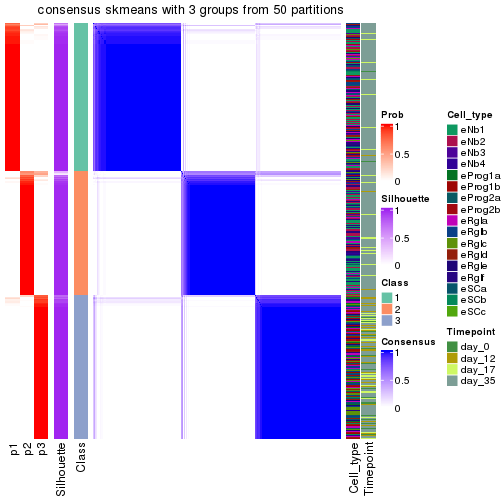 consensus skmeans with 3 groups from 50 partitions
p1
p2
p3
Silhouette
Class
Cell_type
Timepoint
Prob
1
0.5
0
Silhouette
1
0.5
0
Class
1
2
3
Consensus
1
0.5
0
Cell_type
eNb1
eNb2
eNb3
eNb4
eProg1a
eProg1b
eProg2a
eProg2b
eRgla
eRglb
eRglc
eRgld
eRgle
eRglf
eSCa
eSCb
eSCc
Timepoint
day_0
day_12
day_17
day_35